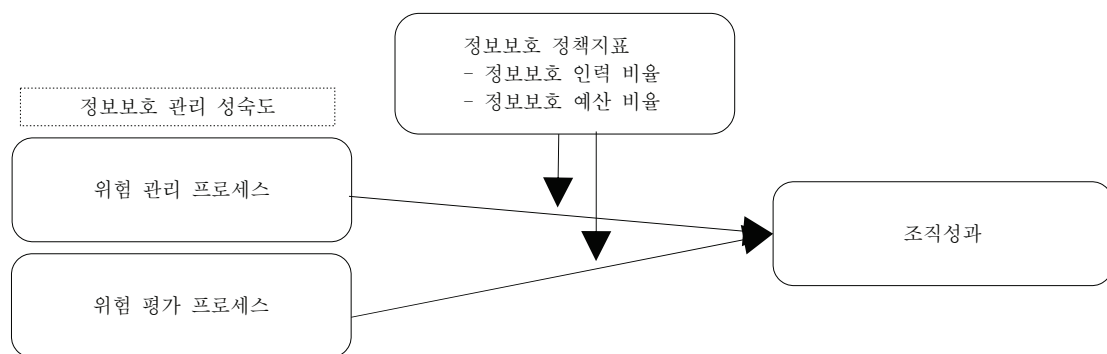 정보보호 정책지표
- 정보보호 인력 비율
- 정보보호 예산 비율
정보보호 관리 성숙도
위험 관리 프로세스
조직성과
위험 평가 프로세스